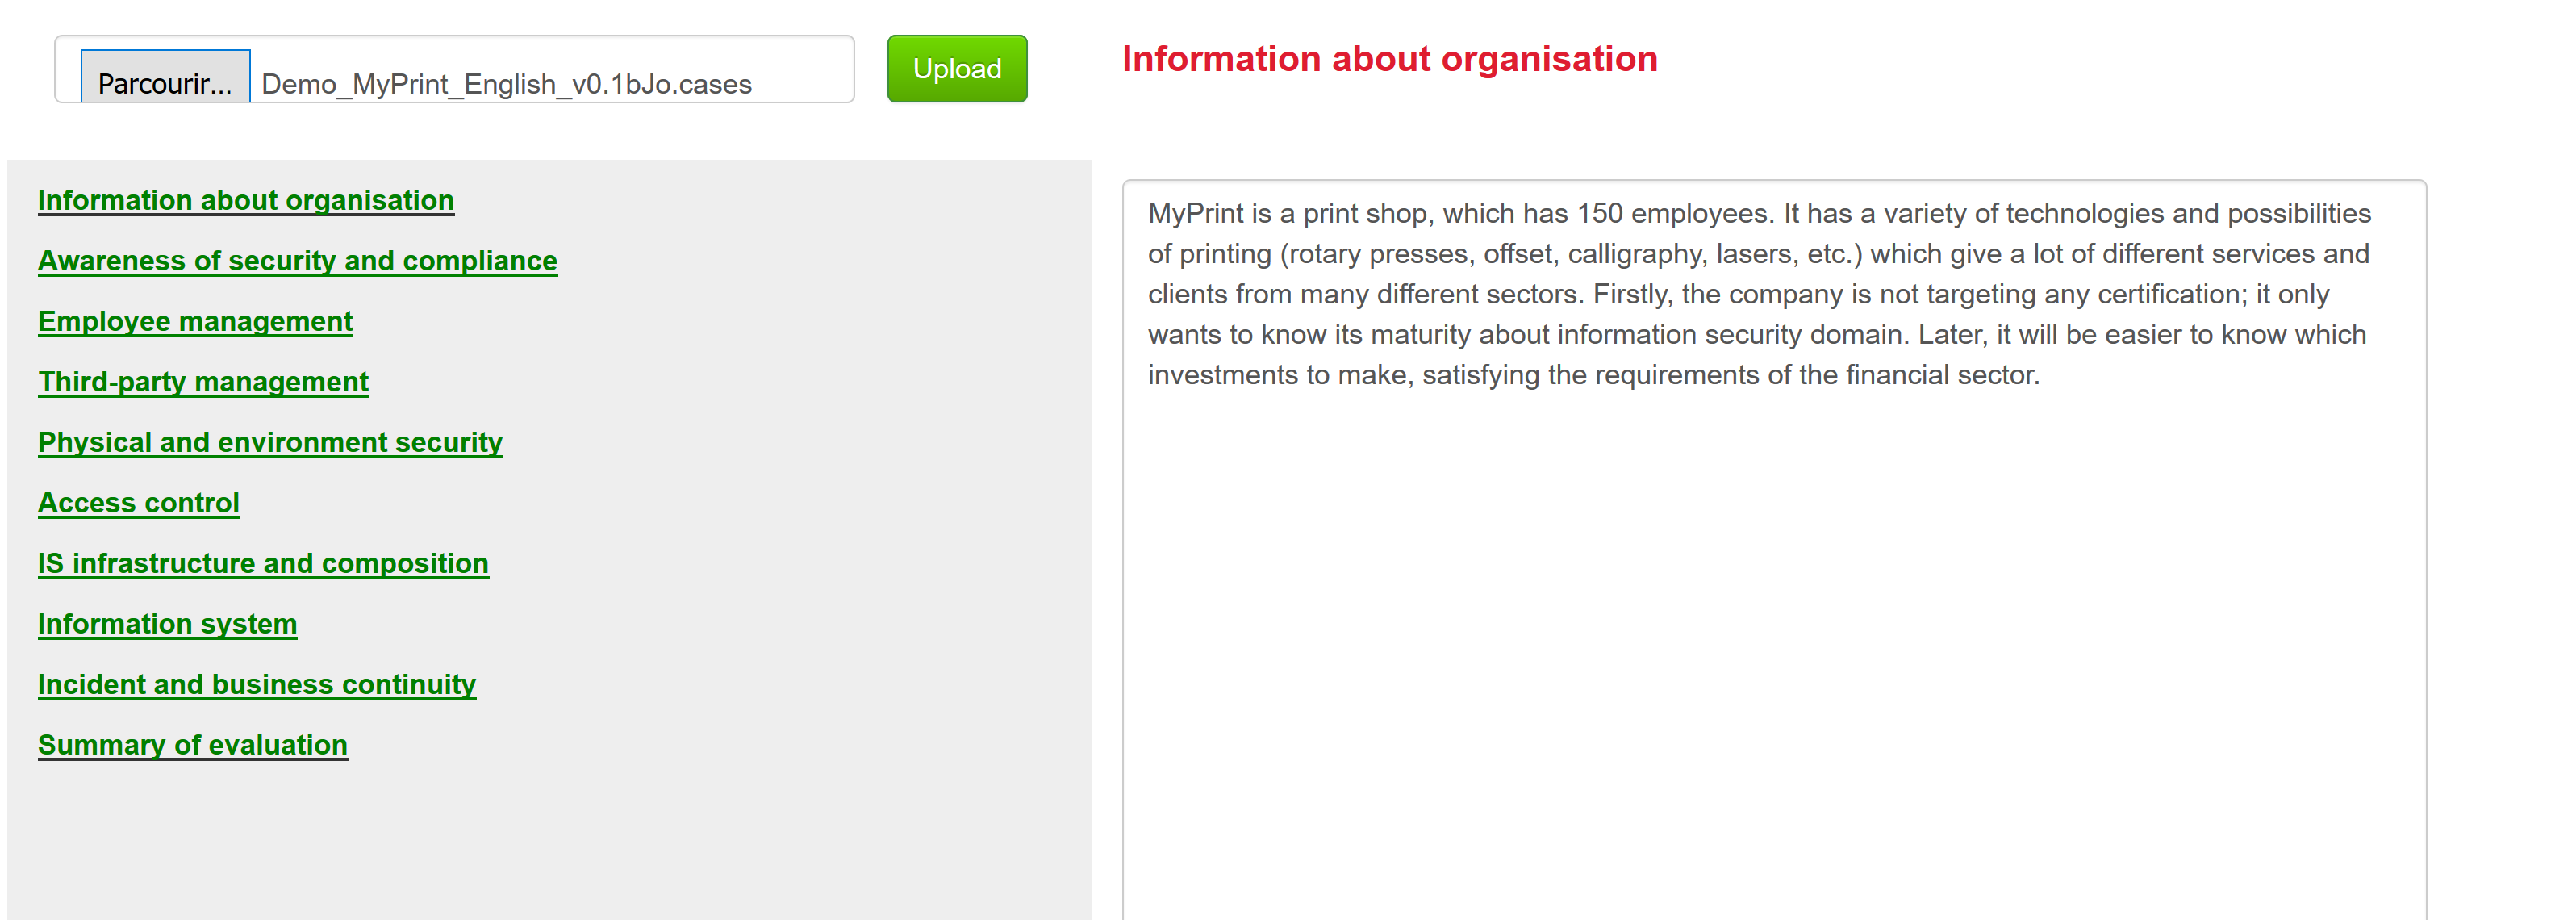 Parcourir... Demo_MyPrint_English_v0.1bJo.cases
Upload
Information about organisation
Information about organisation
Awareness of security and compliance
Employee management
Third-party management
Physical and environment security
Access control
IS infrastructure and composition
Information system
Incident and business continuity
Summary of evaluation
MyPrint is a print shop, which has 150 employees. It has a variety of technologies and possibilities
of printing (rotary presses, offset, calligraphy, lasers, etc.) which give a lot of different services and
clients from many different sectors. Firstly, the company is not targeting any certification; it only
wants to know its maturity about information security domain. Later, it will be easier to know which
investments to make, satisfying the requirements of the financial sector.